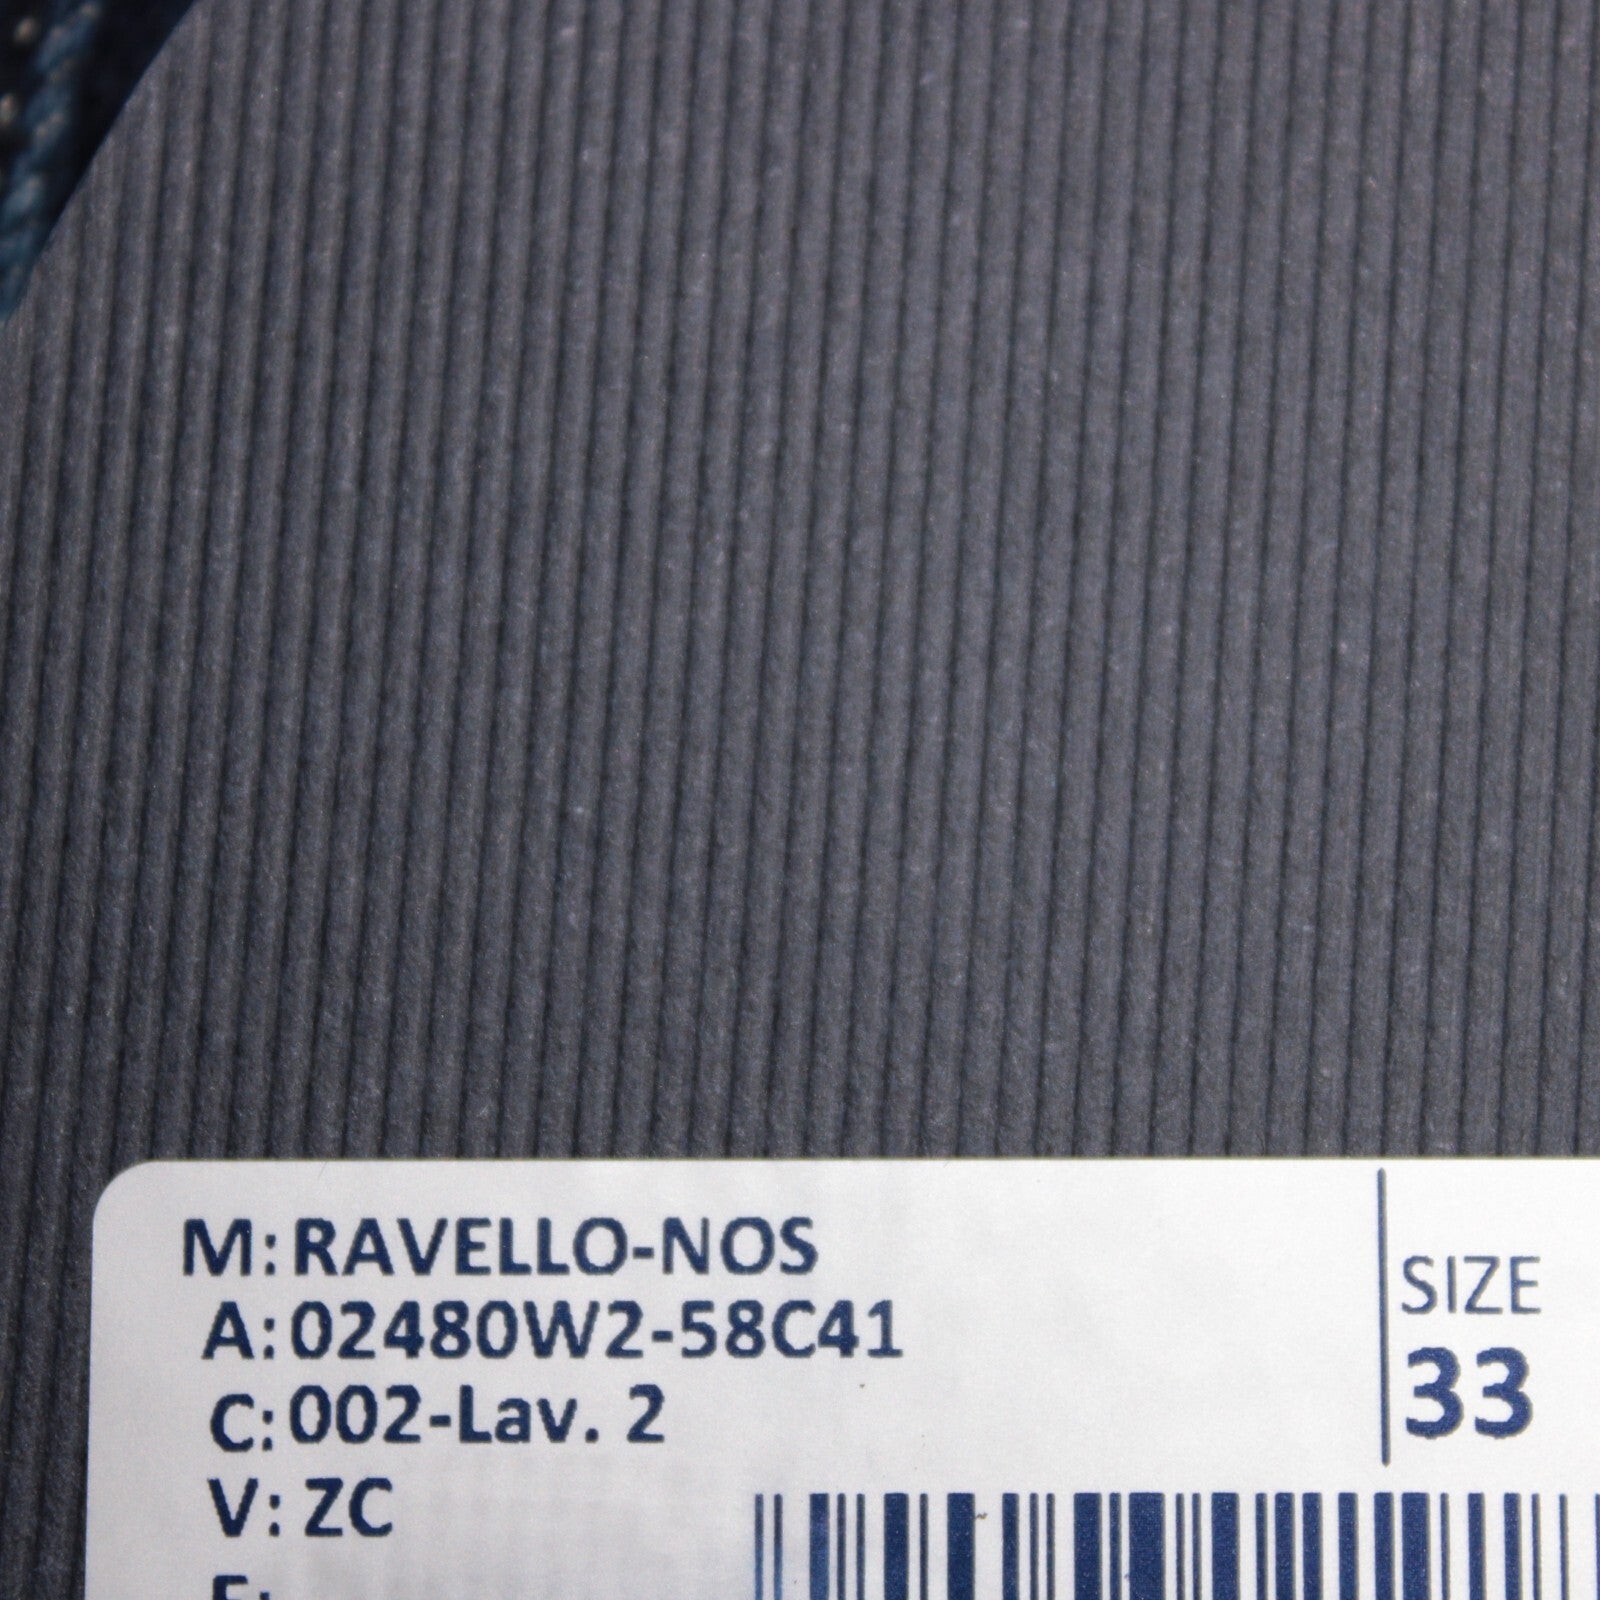 M: RAVELLO-NOS
A: 02480W2-58C41
C: 002-Lav. 2
V: ZC
SIZE
33